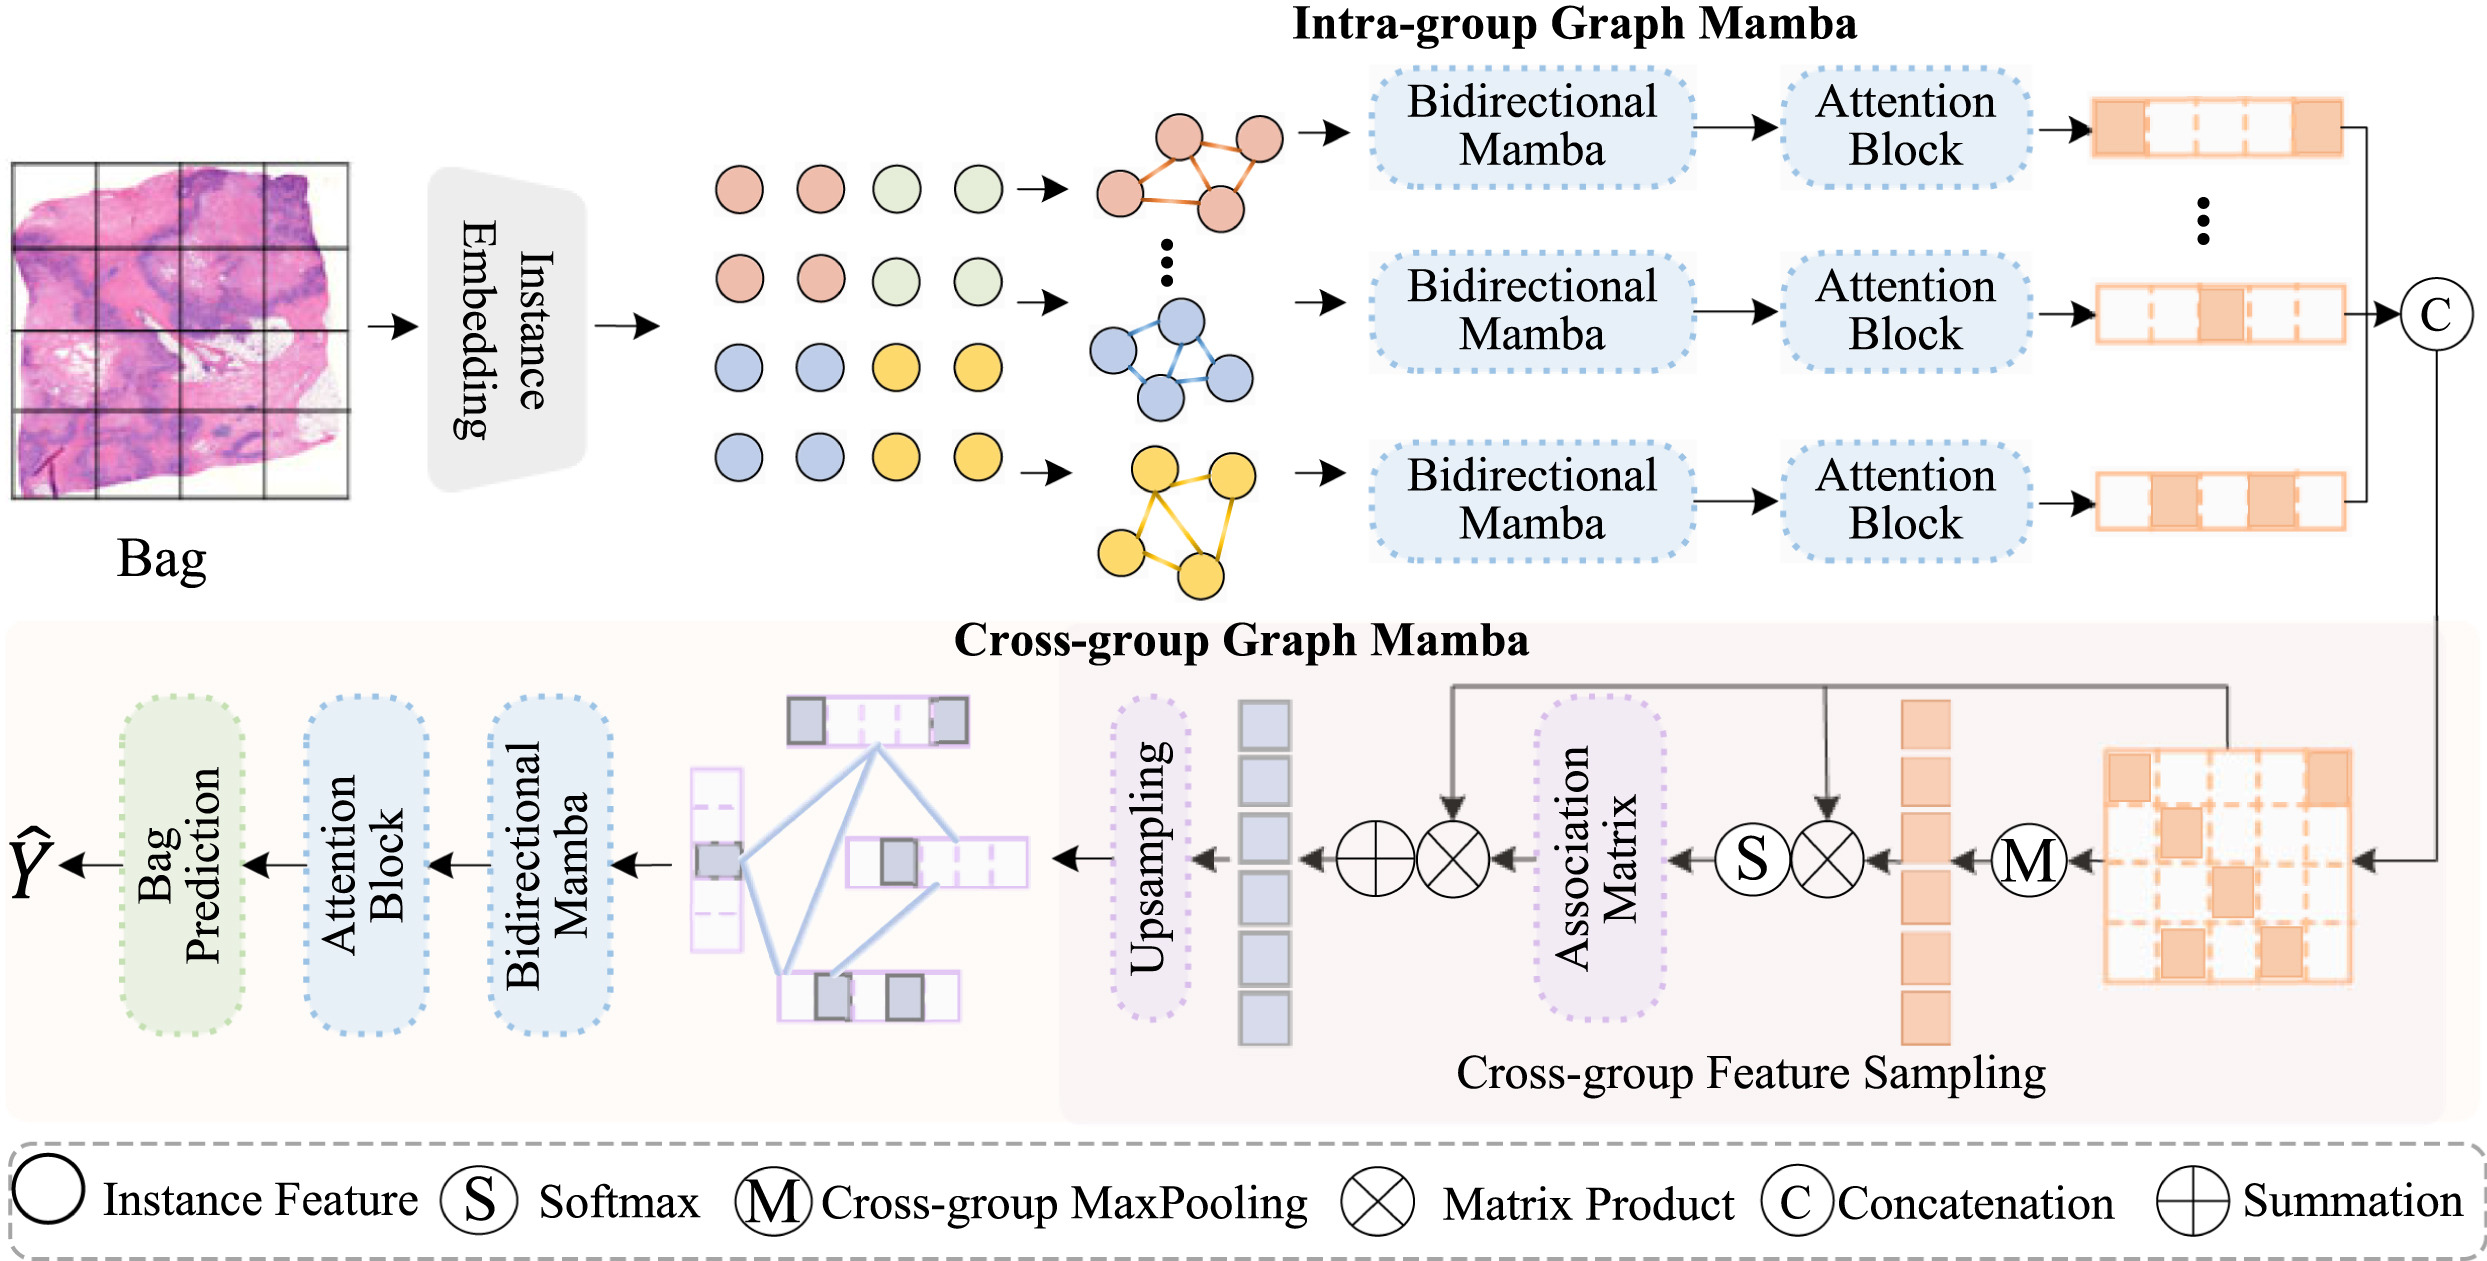 Intra-group Graph Mamba
Bidirectional
Mamba
Attention
Block
Instance
Embedding
Bidirectional
Mamba
Attention
Block
C
Bidirectional
Mamba
Attention
Block
Bag
Cross-group Graph Mamba
Ŷ
Bag
Prediction
Attention
Block
Bidirectional
Mamba
Upsampling
Association
Matrix
S
M
Cross-group Feature Sampling
Instance Feature
S Softmax
M Cross-group MaxPooling
Matrix Product
C Concatenation
Summation